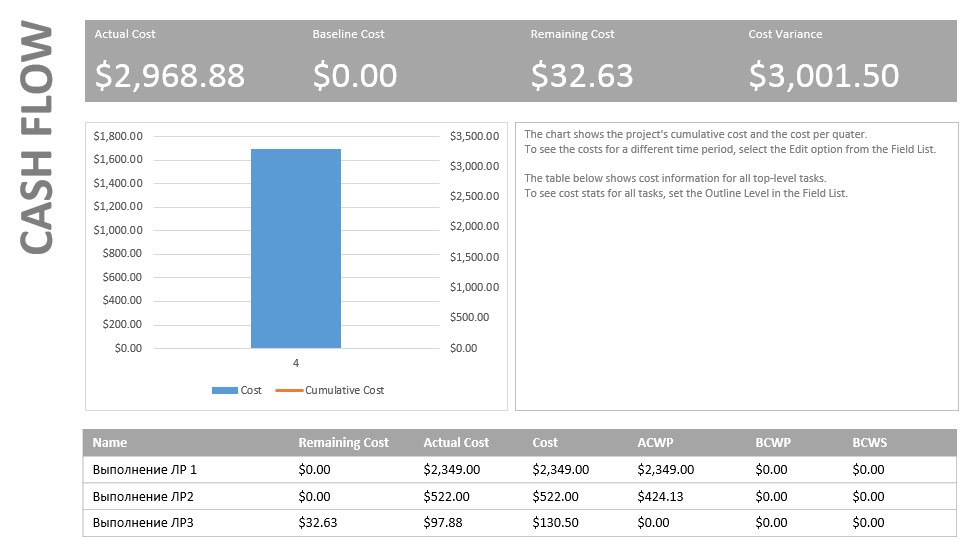 CASH FLOW
Actual Cost Baseline Cost Remaining Cost Cost Variance
$2,968.88 $0.00 $32.63 $3,001.50
$1,800.00 $3,500.00
$1,600.00 $3,000.00
$1,400.00 $2,500.00
$1,200.00 $2,000.00
$1,000.00 $1,500.00
$800.00 $1,000.00
$600.00 $500.00
$400.00 $0.00
$200.00
$0.00
4
Cost Cumulative Cost
The chart shows the project's cumulative cost and the cost per quater.
To see the costs for a different time period, select the Edit option from the Field List.
The table below shows cost information for all top-level tasks.
To see cost stats for all tasks, set the Outline Level in the Field List.
Name Remaining Cost Actual Cost Cost ACWP BCWP BCWS
Выполнение ЛР 1 $0.00 $2,349.00 $2,349.00 $2,349.00 $0.00 $0.00
Выполнение ЛР2 $0.00 $522.00 $522.00 $424.13 $0.00 $0.00
Выполнение ЛР3 $32.63 $97.88 $130.50 $0.00 $0.00 $0.00